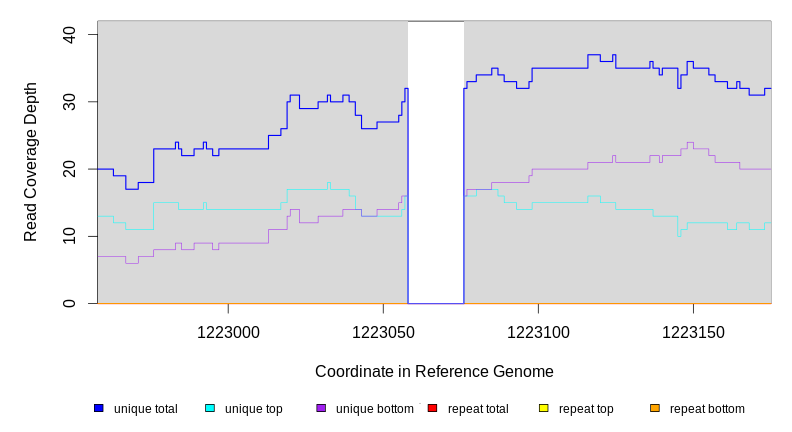 40
30
20
10
0
Read Coverage Depth
1223000 1223050 1223100 1223150
Coordinate in Reference Genome
unique total unique top unique bottom repeat total repeat top repeat bottom